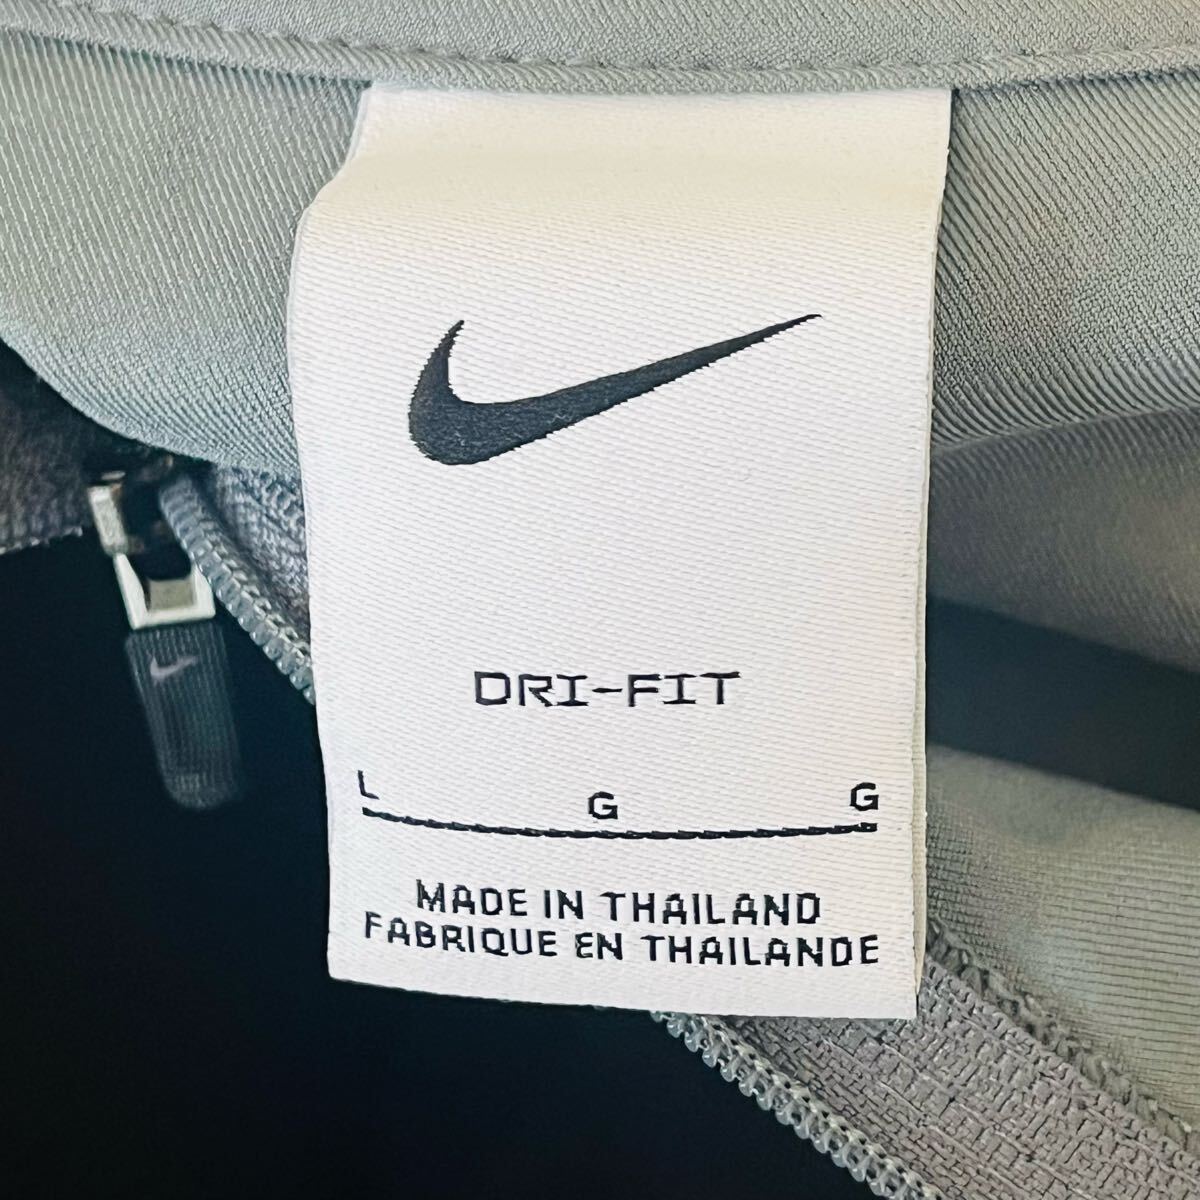 DRI-FIT
L G G
MADE IN THAILAND
FABRIQUE EN THAILANDE